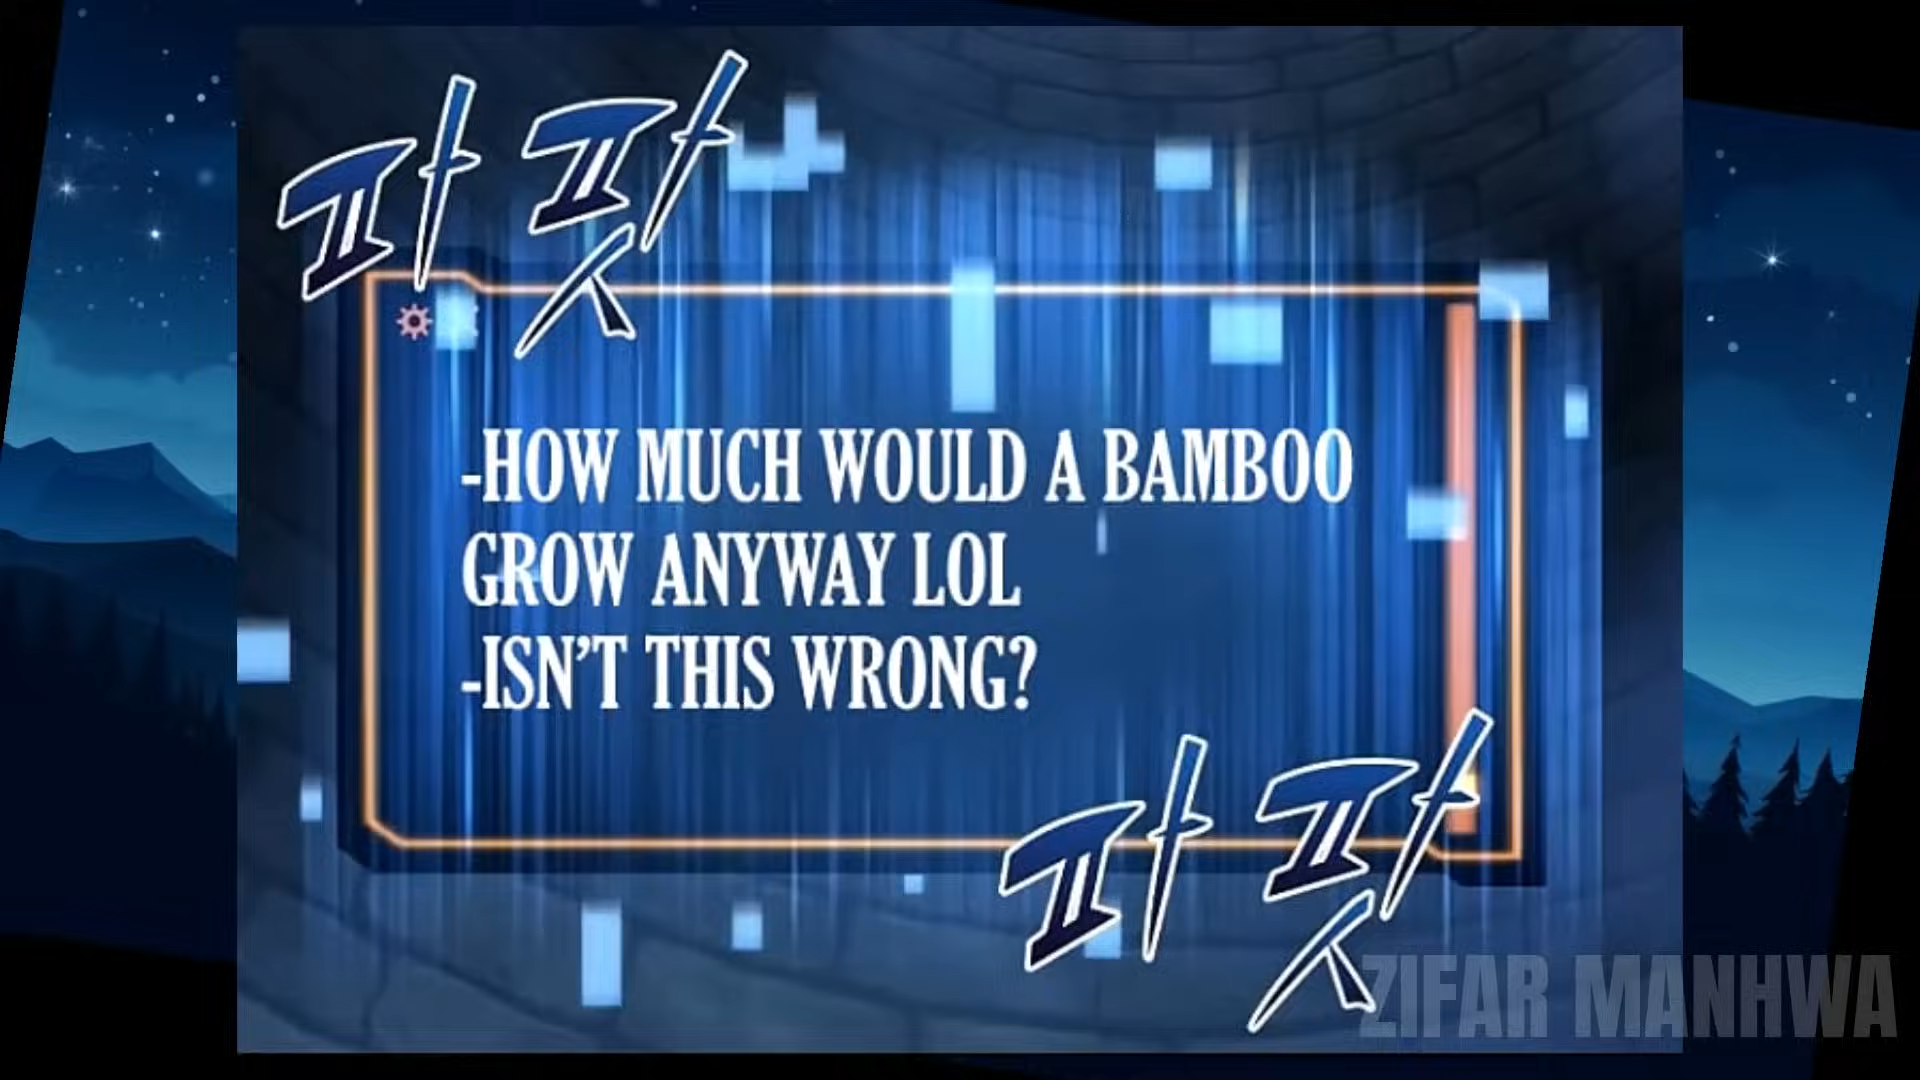 파팟
-HOW MUCH WOULD A BAMBOO
GROW ANYWAY LOL
-ISN'T THIS WRONG?
파팟
ZIFAR MANHWA